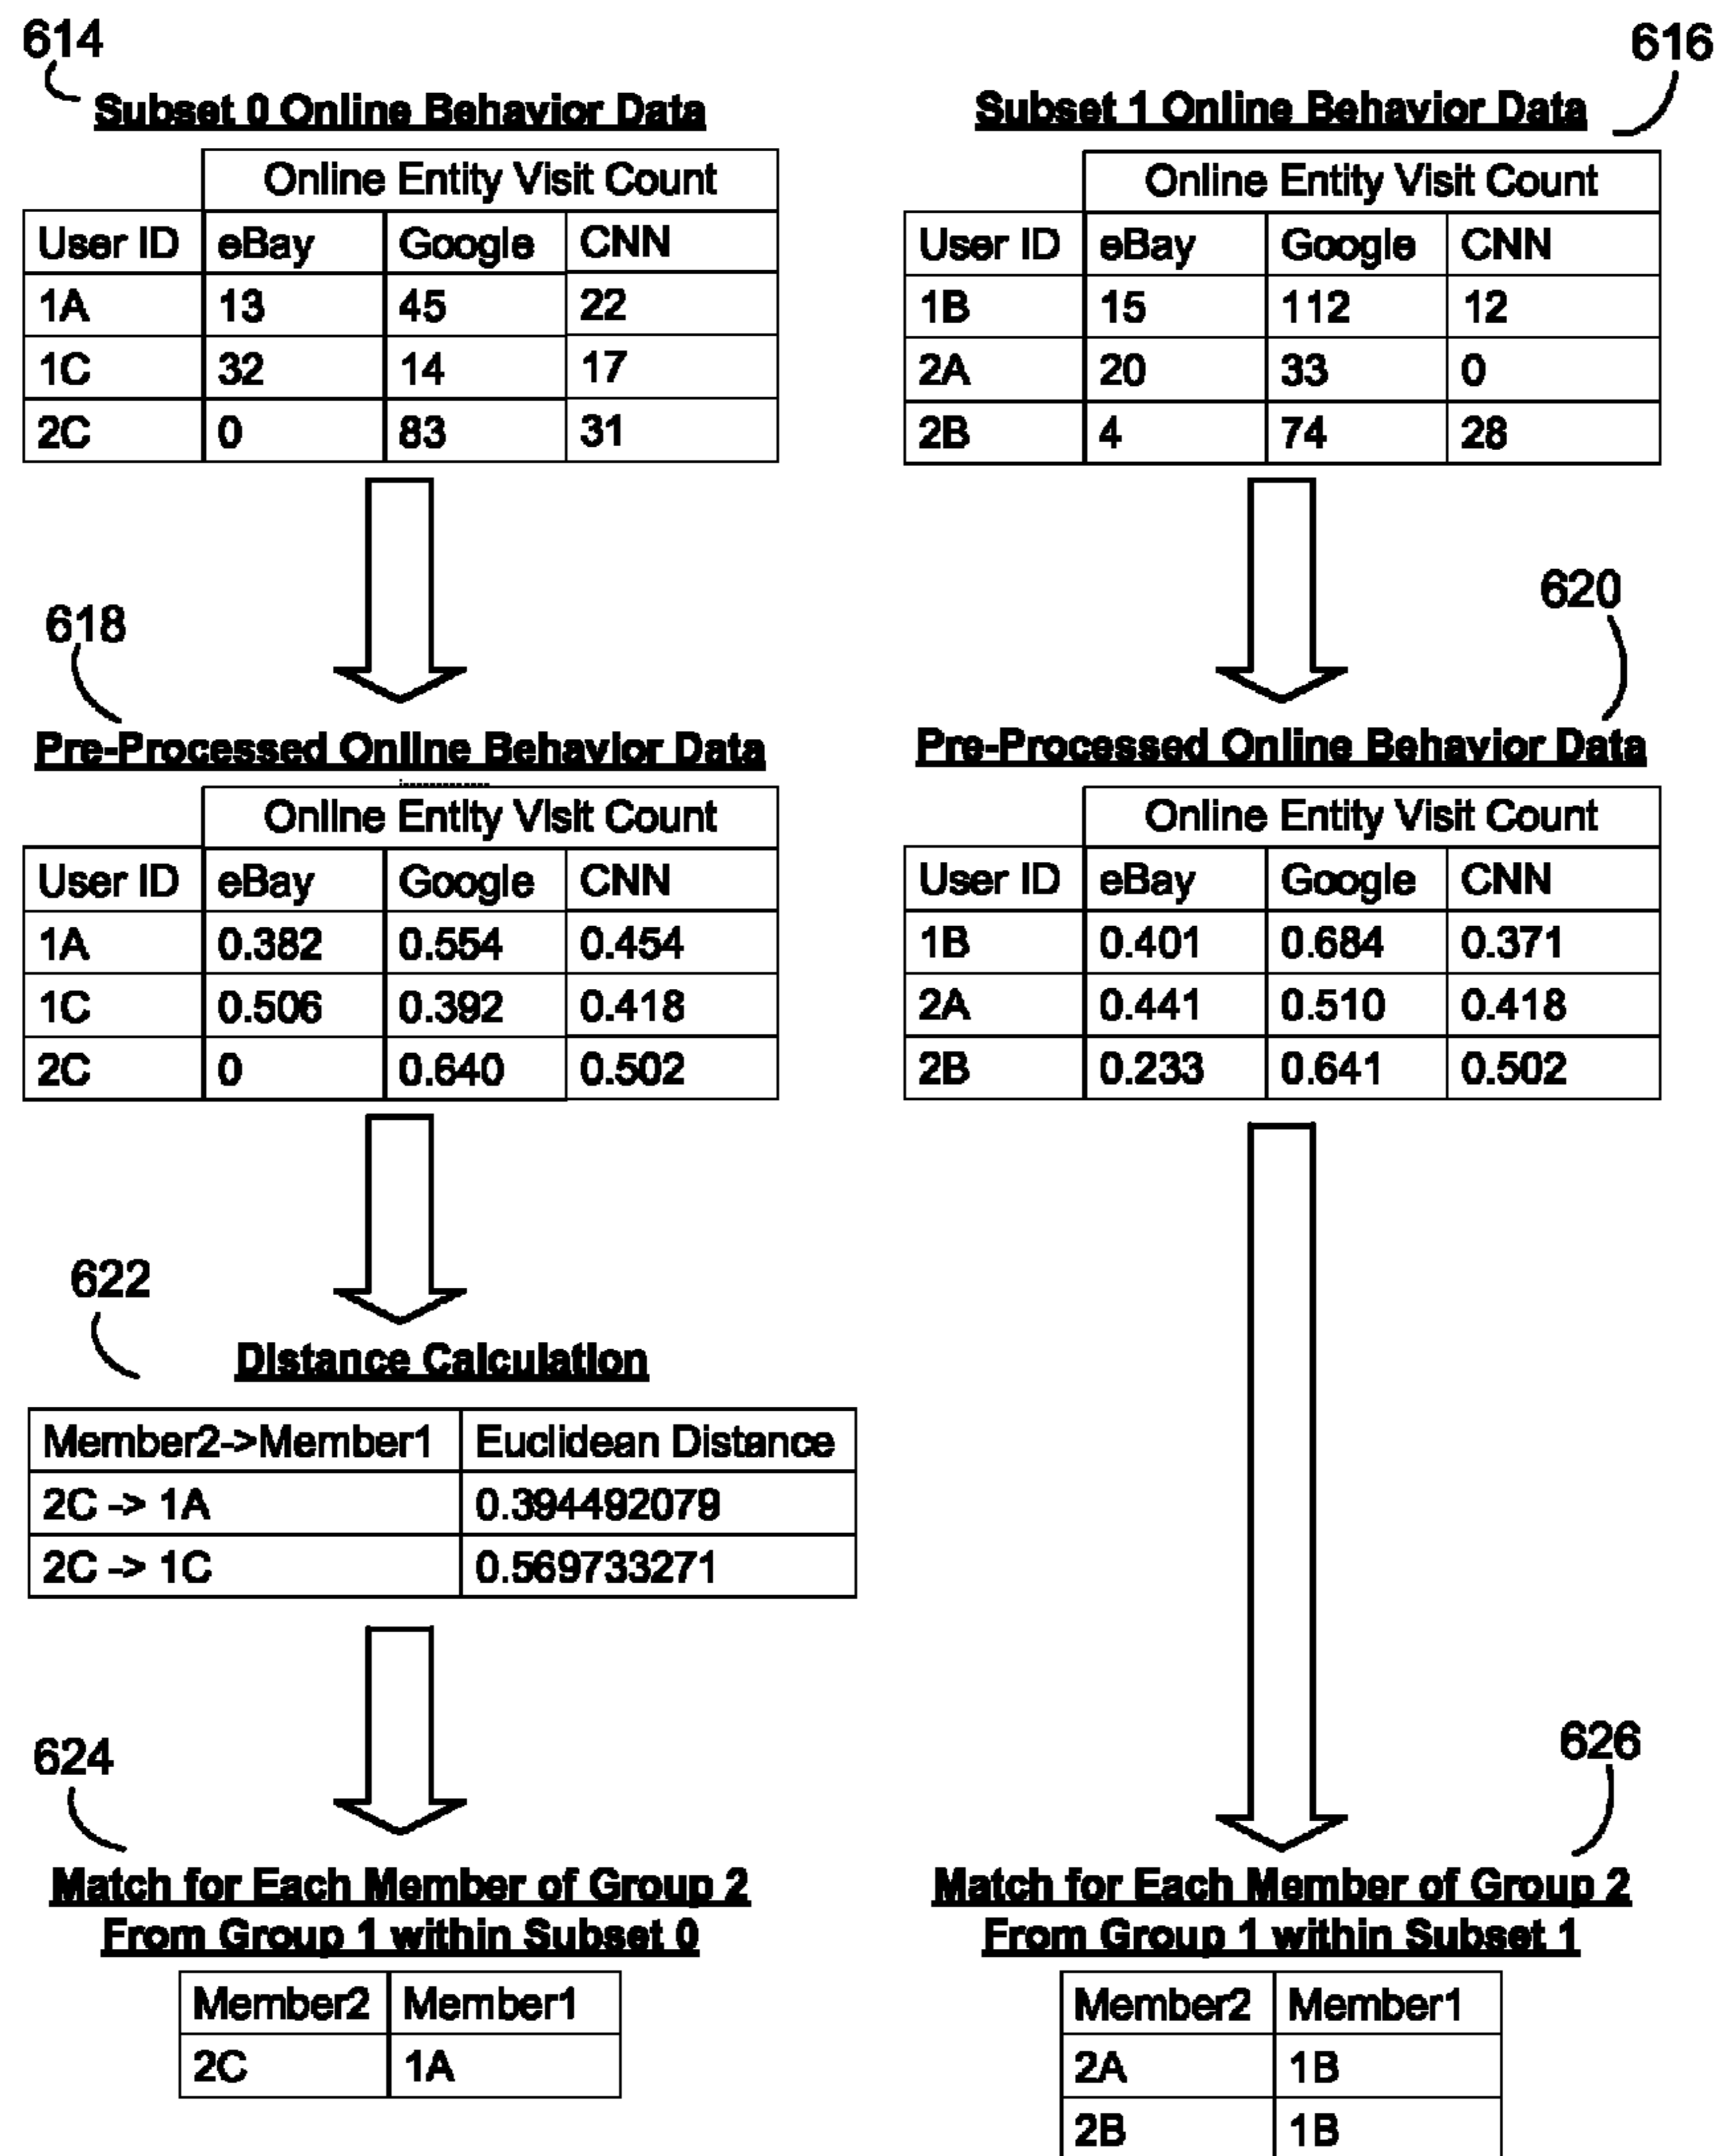 614
616
Subset 0 Online Behavior Data
Online Entity Visit Count
User ID eBay Google CNN
1A 13 45 22
1C 32 14 17
2C 0 83 31
Subset 1 Online Behavior Data
Online Entity Visit Count
User ID eBay Google CNN
1B 15 112 12
2A 20 33 0
2B 4 74 28
618
620
Pre-Processed Online Behavior Data
Online Entity Visit Count
User ID eBay Google CNN
1A 0.382 0.554 0.454
1C 0.506 0.392 0.418
2C 0 0.640 0.502
Pre-Processed Online Behavior Data
Online Entity Visit Count
User ID eBay Google CNN
1B 0.401 0.684 0.371
2A 0.441 0.510 0.418
2B 0.233 0.641 0.502
622
Distance Calculation
Member2->Member1 Euclidean Distance
2C -> 1A 0.394492079
2C -> 1C 0.569733271
624
626
Match for Each Member of Group 2
From Group 1 within Subset 0
Member2 Member1
2C 1A
Match for Each Member of Group 2
From Group 1 within Subset 1
Member2 Member1
2A 1B
2B 1B